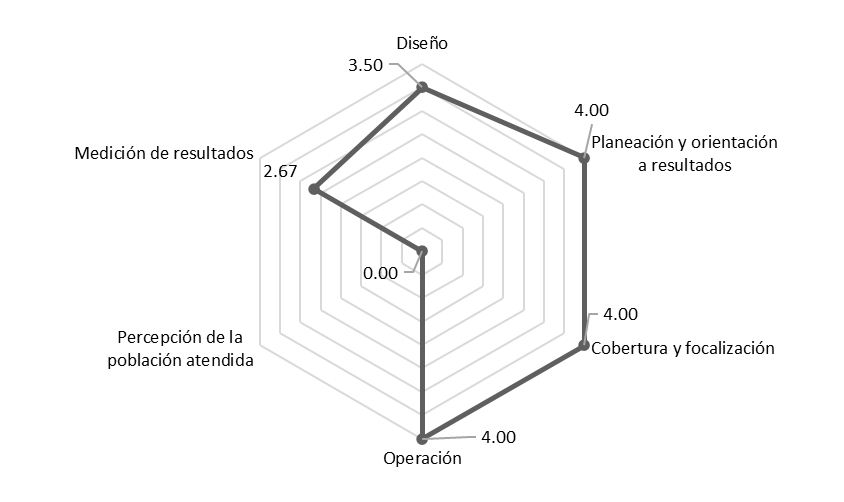 Diseño
3.50
4.00
Planeación y orientación
a resultados
Medición de resultados
2.67
0.00
4.00
Percepción de la
población atendida
Cobertura y focalización
4.00
Operación